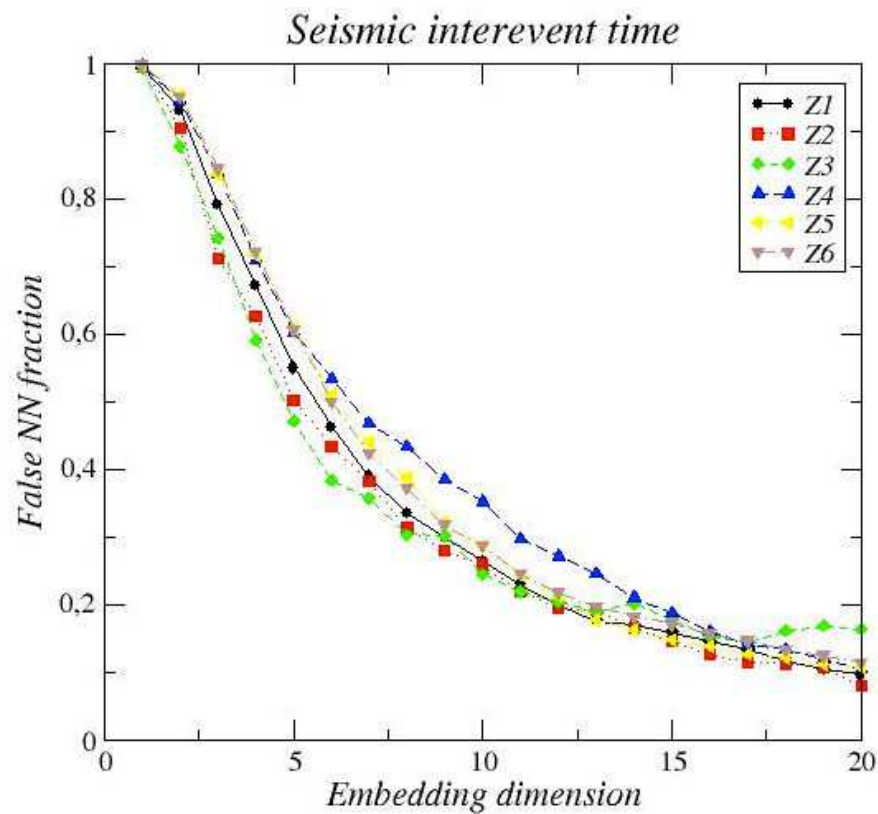 Seismic interevent time
1
0,8
0,6
0,4
0,2
0
False NN fraction
Z1
Z2
Z3
Z4
Z5
Z6
0 5 10 15 20
Embedding dimension